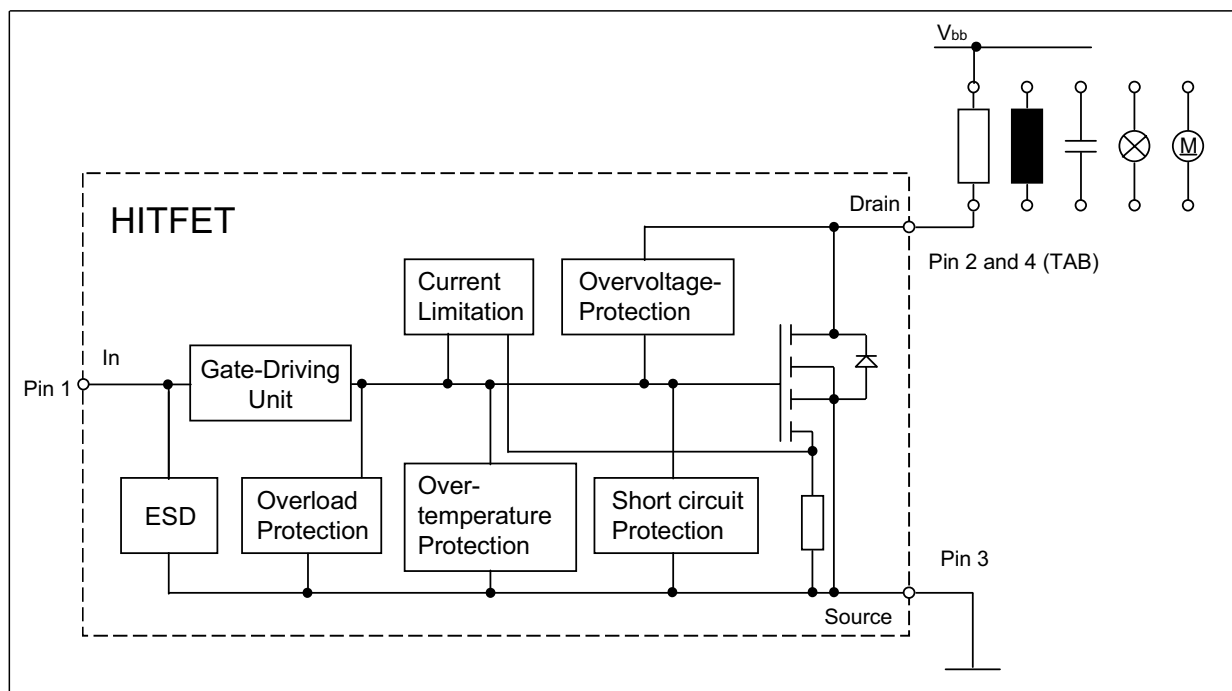 Vbb
M
HITFET
Drain
Pin 2 and 4 (TAB)
Current
Limitation
Overvoltage-
Protection
In
Pin 1
Gate-Driving
Unit
ESD
Overload
Protection
Over-
temperature
Protection
Short circuit
Protection
Pin 3
Source